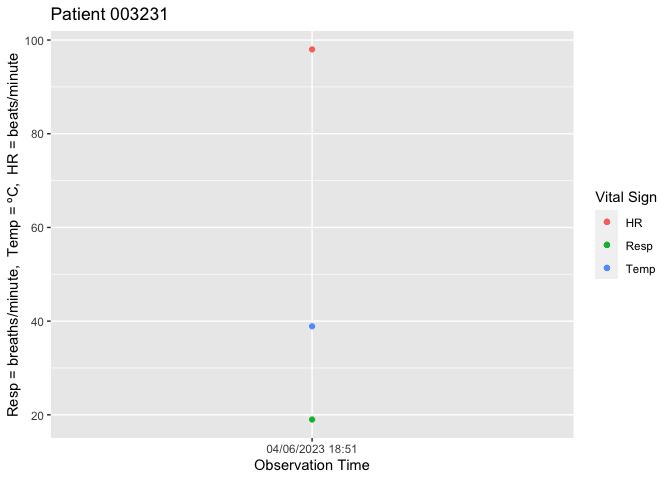 Patient 003231
Resp = breaths/minute,  Temp = ºC,  HR = beats/minute
100
80
60
40
20
04/06/2023 18:51
Observation Time
Vital Sign
HR
Resp
Temp